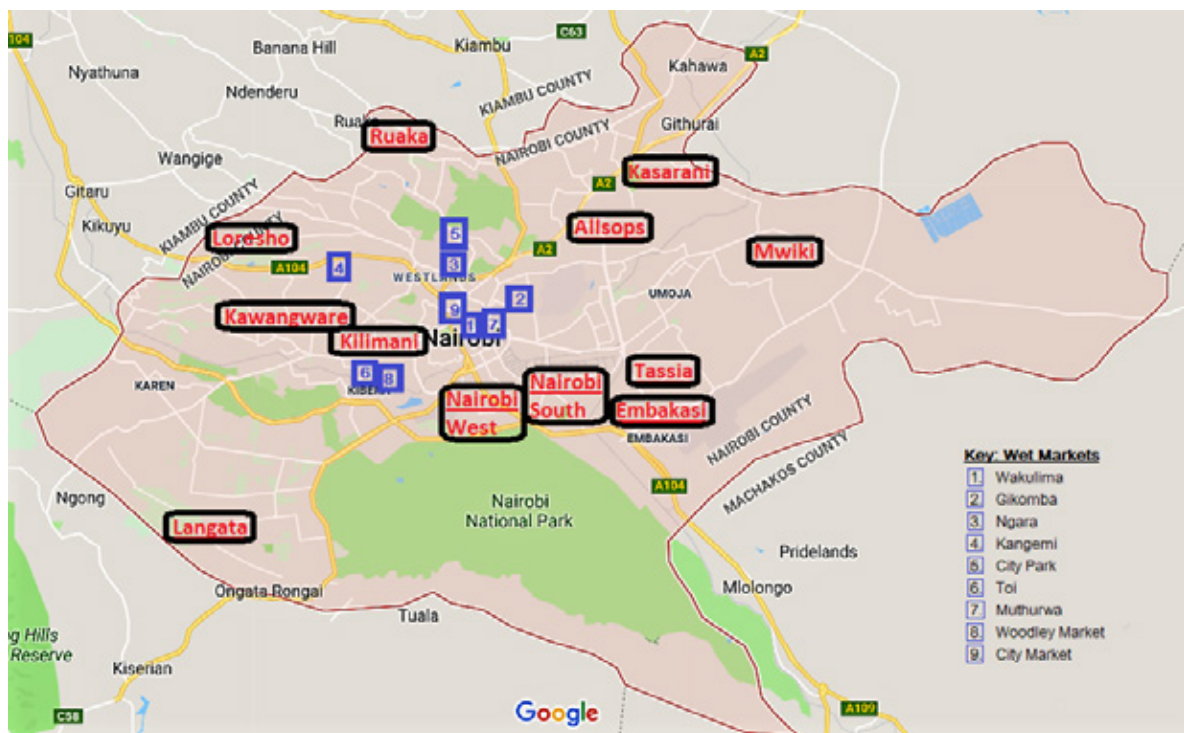 104
C63
Banana Hill
Kiambu
A2
Kahawa
Nyathuna
Ndenderu
KIAMBU COUNTY
Ruaka
Ruaka
NAIROBI COUNTY
Githurai
Wangige
Kasarani
A2
Gitaru
Kikuyu
KIAMBU COUNTY
NAIROBI COUNTY
Loresho
5
Allsops
A2
Mwiki
A104
4
WESTLANDS
3
2
UMOJA
Kawangware
9
1
7
Kilimani
Nairobi
KAREN
6
8
Tassia
Nairobi
South
Nairobi
West
Embakasi
EMBAKASI
NAIROBI COUNTY
MACHAKOS COUNTY
A104
Ngong
Nairobi
National Park
Langata
Pridelands
Mlolongo
Ongata Rongai
Tuala
g Hills
Reserve
Kiserian
C58
Google
A109
Key: Wet Markets
1 Wakulima
2 Gikomba
3 Ngara
4 Kangemi
5 City Park
6 Toi
7 Muthurwa
8 Woodley Market
9 City Market